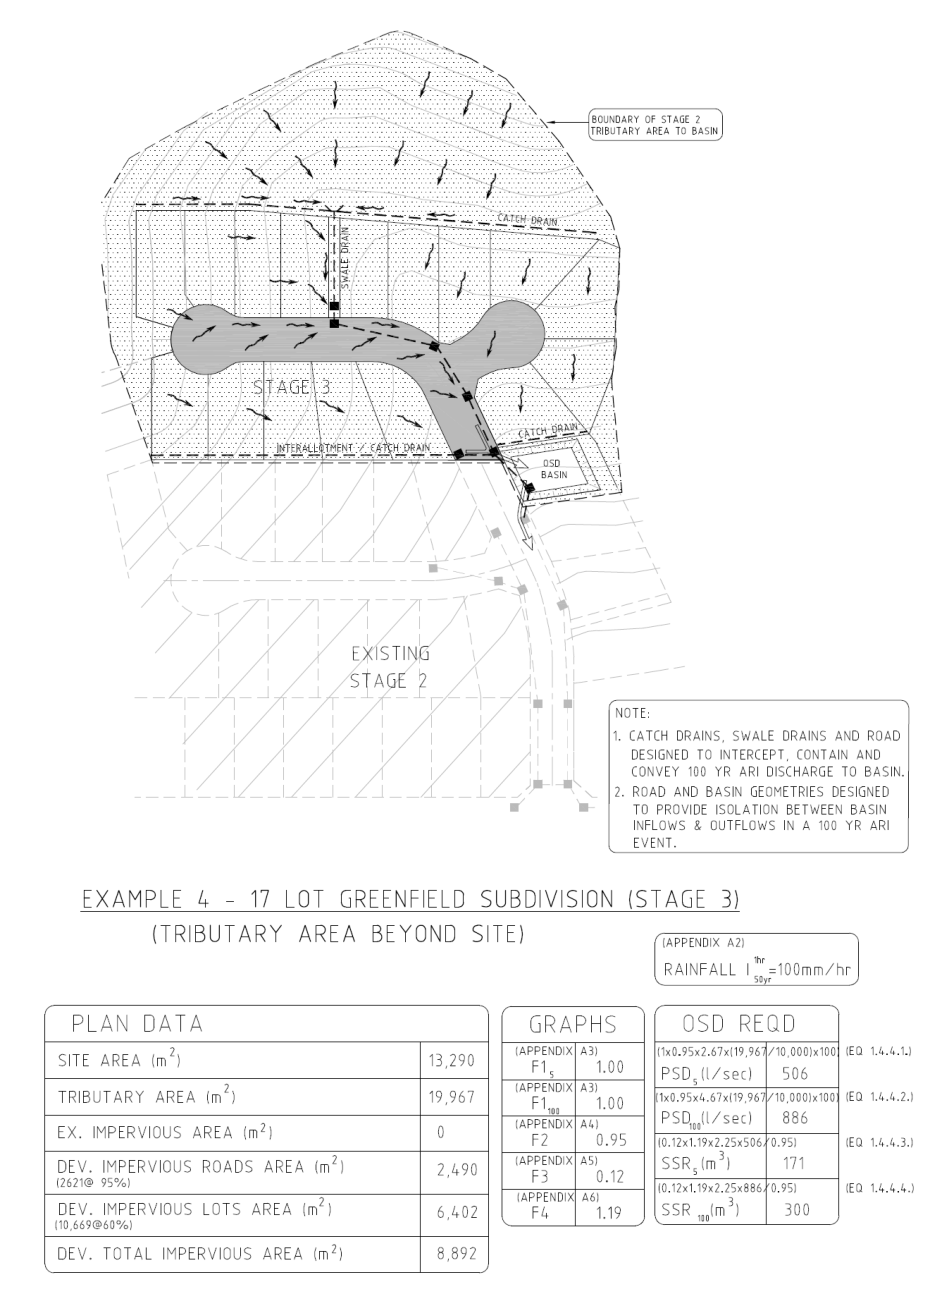 BOUNDARY OF STAGE 2
TRIBUTARY AREA TO BASIN
CATCH DRAIN
SWALE DRAIN
STAGE 3
INTERALLOTMENT / CATCH DRAIN
CATCH DRAIN
OSD
BASIN
EXISTING
STAGE 2
NOTE:
1. CATCH DRAINS, SWALE DRAINS AND ROAD
DESIGNED TO INTERCEPT, CONTAIN AND
CONVEY 100 YR ARI DISCHARGE TO BASIN.
2. ROAD AND BASIN GEOMETRIES DESIGNED
TO PROVIDE ISOLATION BETWEEN BASIN
INFLOWS & OUTFLOWS IN A 100 YR ARI
EVENT.
EXAMPLE 4 - 17 LOT GREENFIELD SUBDIVISION (STAGE 3)
(TRIBUTARY AREA BEYOND SITE)
(APPENDIX A2)
RAINFALL I 1hr 50yr =100mm/hr
PLAN DATA
SITE AREA (m²) 13,290
TRIBUTARY AREA (m²) 19,967
EX. IMPERVIOUS AREA (m²) 0
DEV. IMPERVIOUS ROADS AREA (m²) 2,490
(2621@ 95%)
DEV. IMPERVIOUS LOTS AREA (m²) 6,402
(10,669@60%)
DEV. TOTAL IMPERVIOUS AREA (m²) 8,892
GRAPHS
(APPENDIX A3)
F1₅ 1.00
(APPENDIX A3)
F1₁₀₀ 1.00
(APPENDIX A4)
F2 0.95
(APPENDIX A5)
F3 0.12
(APPENDIX A6)
F4 1.19
OSD REQD
(1x0.95x2.67x(19,967/10,000)x100) (EQ 1.4.4.1.)
PSD₅(l/sec) 506
(1x0.95x4.67x(19,967/10,000)x100) (EQ 1.4.4.2.)
PSD₁₀₀(l/sec) 886
(0.12x1.19x2.25x506/0.95) (EQ 1.4.4.3.)
SSR₅(m³) 171
(0.12x1.19x2.25x886/0.95) (EQ 1.4.4.4.)
SSR ₁₀₀(m³) 300